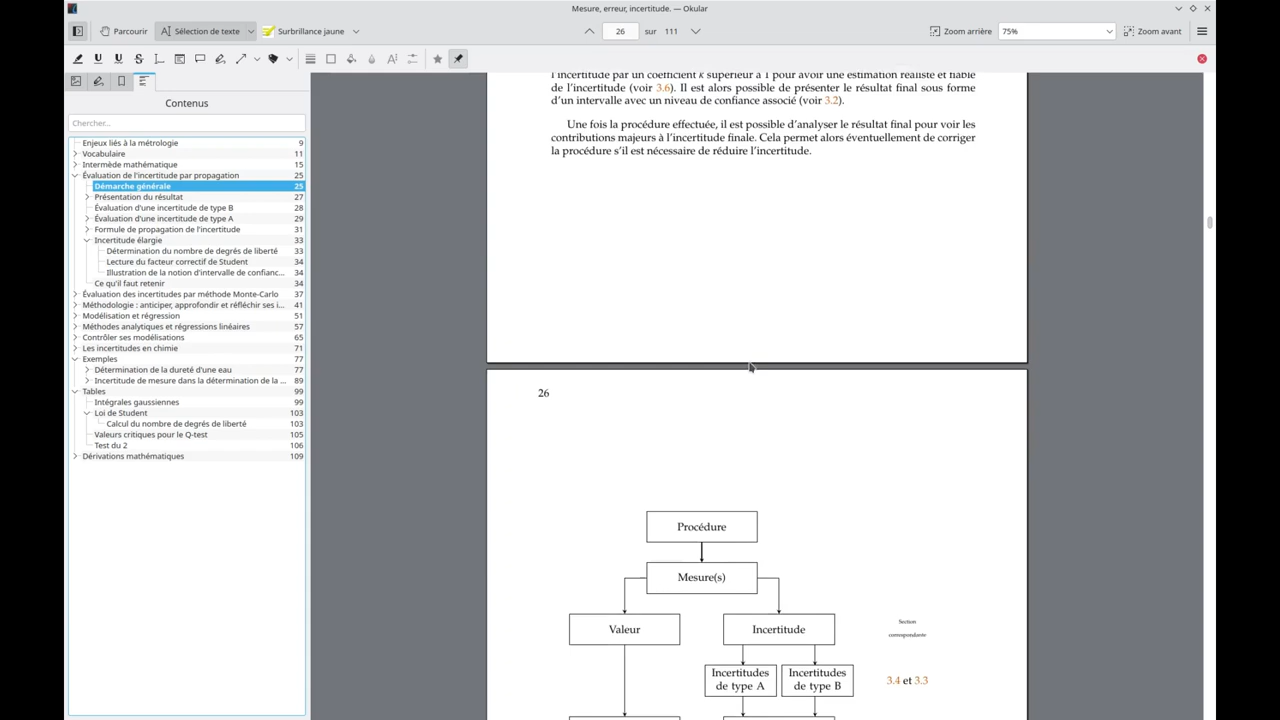 Mesure, erreur, incertitude. — Okular
Parcourir
Sélection de texte
Surbrillance jaune
26 sur 111
Zoom arrière
75%
Zoom avant
Contenus
Chercher...
Enjeux liés à la métrologie 9
Vocabulaire 11
Intermède mathématique 15
Évaluation de l'incertitude par propagation 25
Démarche générale 25
Présentation du résultat 27
Évaluation d'une incertitude de type B 28
Évaluation d'une incertitude de type A 29
Formule de propagation de l'incertitude 31
Incertitude élargie 33
Détermination du nombre de degrés de liberté 33
Lecture du facteur correctif de Student 34
Illustration de la notion d'intervalle de confianc... 34
Ce qu'il faut retenir 34
Évaluation des incertitudes par méthode Monte-Carlo 37
Méthodologie : anticiper, approfondir et réfléchir ses i... 41
Modélisation et régression 51
Méthodes analytiques et régressions linéaires 57
Contrôler ses modélisations 65
Les incertitudes en chimie 71
Exemples 77
Détermination de la dureté d'une eau 77
Incertitude de mesure dans la détermination de la ... 89
Tables 99
Intégrales gaussiennes 99
Loi de Student 103
Calcul du nombre de degrés de liberté 103
Valeurs critiques pour le Q-test 105
Test du 2 106
Dérivations mathématiques 109
l'incertitude par un coefficient k supérieur à 1 pour avoir une estimation réaliste et fiable
de l'incertitude (voir 3.6). Il est alors possible de présenter le résultat final sous forme
d'un intervalle avec un niveau de confiance associé (voir 3.2).
Une fois la procédure effectuée, il est possible d'analyser le résultat final pour voir les
contributions majeurs à l'incertitude finale. Cela permet alors éventuellement de corriger
la procédure s'il est nécessaire de réduire l'incertitude.
26
Procédure
Mesure(s)
Valeur
Incertitude
Section
correspondante
Incertitudes
de type A
Incertitudes
de type B
3.4 et 3.3